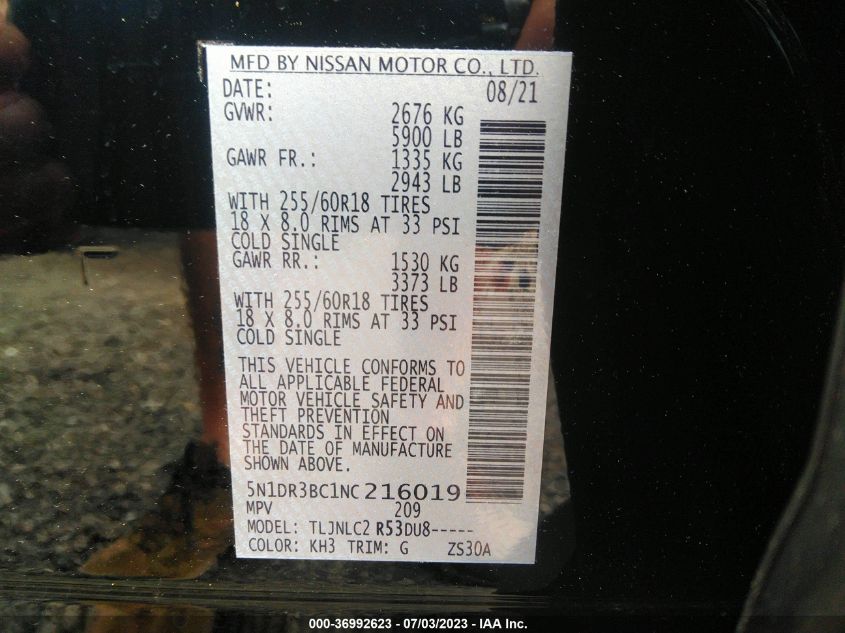 MFD BY NISSAN MOTOR CO., LTD.
DATE: 08/21
GVWR: 2676 KG
5900 LB
GAWR FR.: 1335 KG
2943 LB
WITH 255/60R18 TIRES
18 X 8.0 RIMS AT 33 PSI
COLD SINGLE
GAWR RR.: 1530 KG
3373 LB
WITH 255/60R18 TIRES
18 X 8.0 RIMS AT 33 PSI
COLD SINGLE
THIS VEHICLE CONFORMS TO
ALL APPLICABLE FEDERAL
MOTOR VEHICLE SAFETY AND
THEFT PREVENTION
STANDARDS IN EFFECT ON
THE DATE OF MANUFACTURE
SHOWN ABOVE.
5N1DR3BC1NC216019
MPV 209
MODEL: TLJNLC2 R53DU8-----
COLOR: KH3 TRIM: G ZS30A
000-36992623 - 07/03/2023 - IAA Inc.